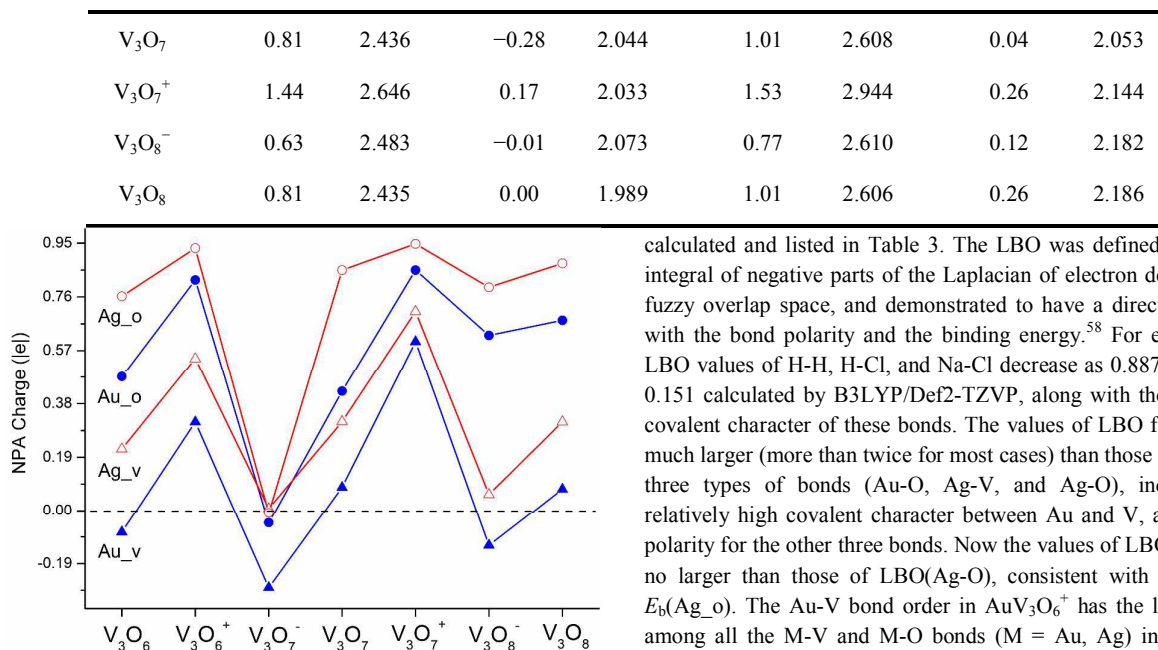 V₃O₇ 0.81 2.436 −0.28 2.044 1.01 2.608 0.04 2.053
V₃O₇⁺ 1.44 2.646 0.17 2.033 1.53 2.944 0.26 2.144
V₃O₈⁻ 0.63 2.483 −0.01 2.073 0.77 2.610 0.12 2.182
V₃O₈ 0.81 2.435 0.00 1.989 1.01 2.606 0.26 2.186
NPA Charge (|e|)
0.95
0.76
0.57
0.38
0.19
0.00
-0.19
Ag_o
Au_o
Ag_v
Au_v
V₃O₆ V₃O₆⁺ V₃O₇⁻ V₃O₇ V₃O₇⁺ V₃O₈⁻ V₃O₈
calculated and listed in Table 3. The LBO was defined
integral of negative parts of the Laplacian of electron de
fuzzy overlap space, and demonstrated to have a direc
with the bond polarity and the binding energy.⁵⁸ For e
LBO values of H-H, H-Cl, and Na-Cl decrease as 0.887
0.151 calculated by B3LYP/Def2-TZVP, along with the
covalent character of these bonds. The values of LBO f
much larger (more than twice for most cases) than those
three types of bonds (Au-O, Ag-V, and Ag-O), inc
relatively high covalent character between Au and V, a
polarity for the other three bonds. Now the values of LBO
no larger than those of LBO(Ag-O), consistent with
E_b(Ag_o). The Au-V bond order in AuV₃O₆⁺ has the l
among all the M-V and M-O bonds (M = Au, Ag) in